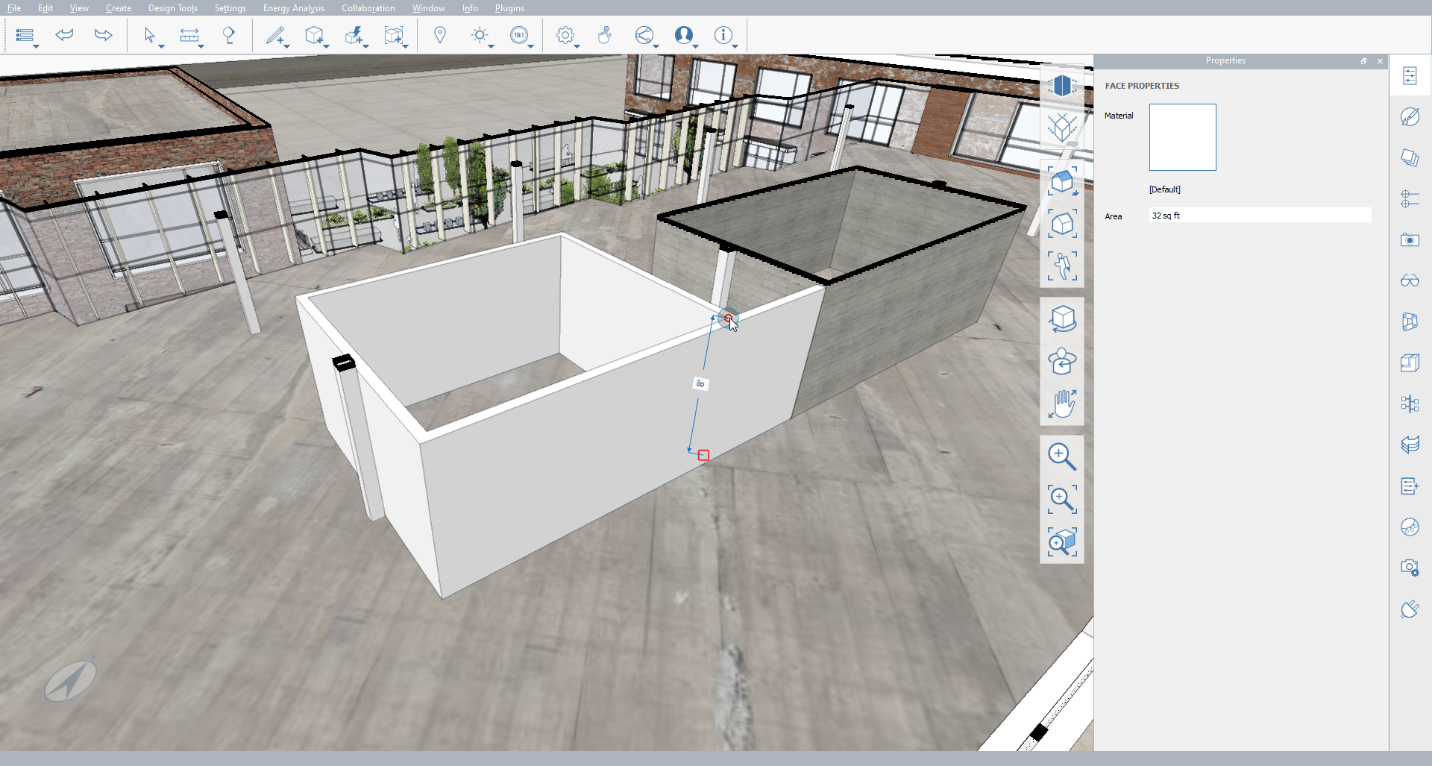 File Edit View Create Design Tools Settings Energy Analysis Collaboration Window Info Plugins
193
Properties
FACE PROPERTIES
Material
[Default]
Area 32 sq ft